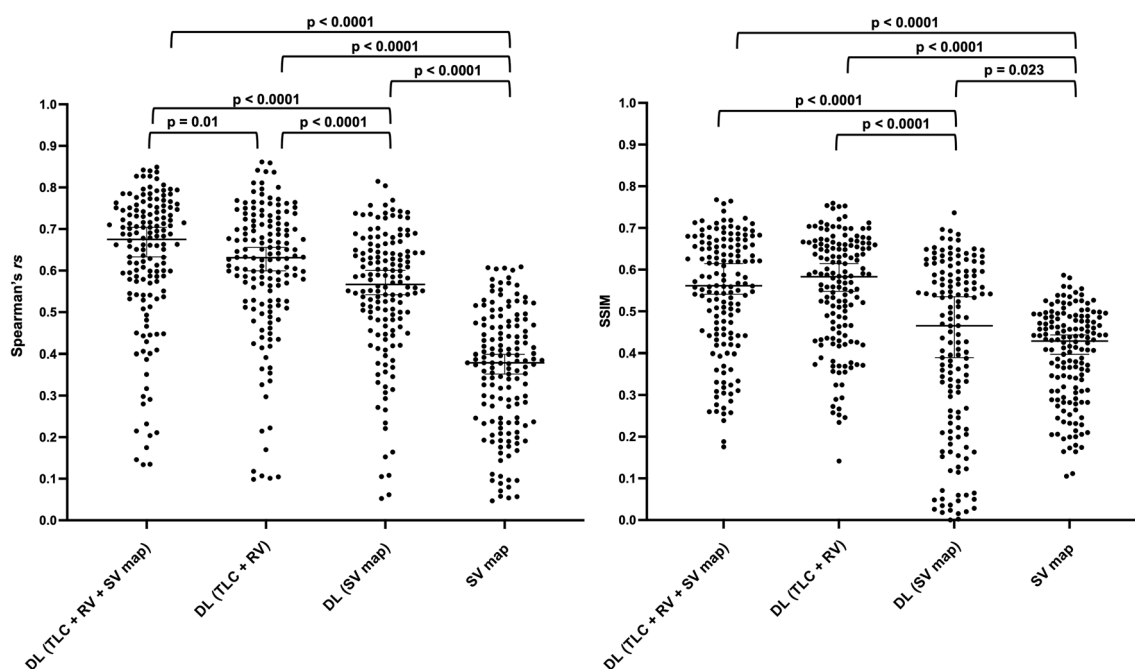 p < 0.0001
p < 0.0001
p < 0.0001
p < 0.0001
p = 0.01
p < 0.0001
1.0
0.9
0.8
0.7
0.6
0.5
0.4
0.3
0.2
0.1
0.0
Spearman's rs
DL (TLC + RV + SV map)
DL (TLC + RV)
DL (SV map)
SV map
p < 0.0001
p < 0.0001
p = 0.023
p < 0.0001
p < 0.0001
1.0
0.9
0.8
0.7
0.6
0.5
0.4
0.3
0.2
0.1
0.0
SSIM
DL (TLC + RV + SV map)
DL (TLC + RV)
DL (SV map)
SV map